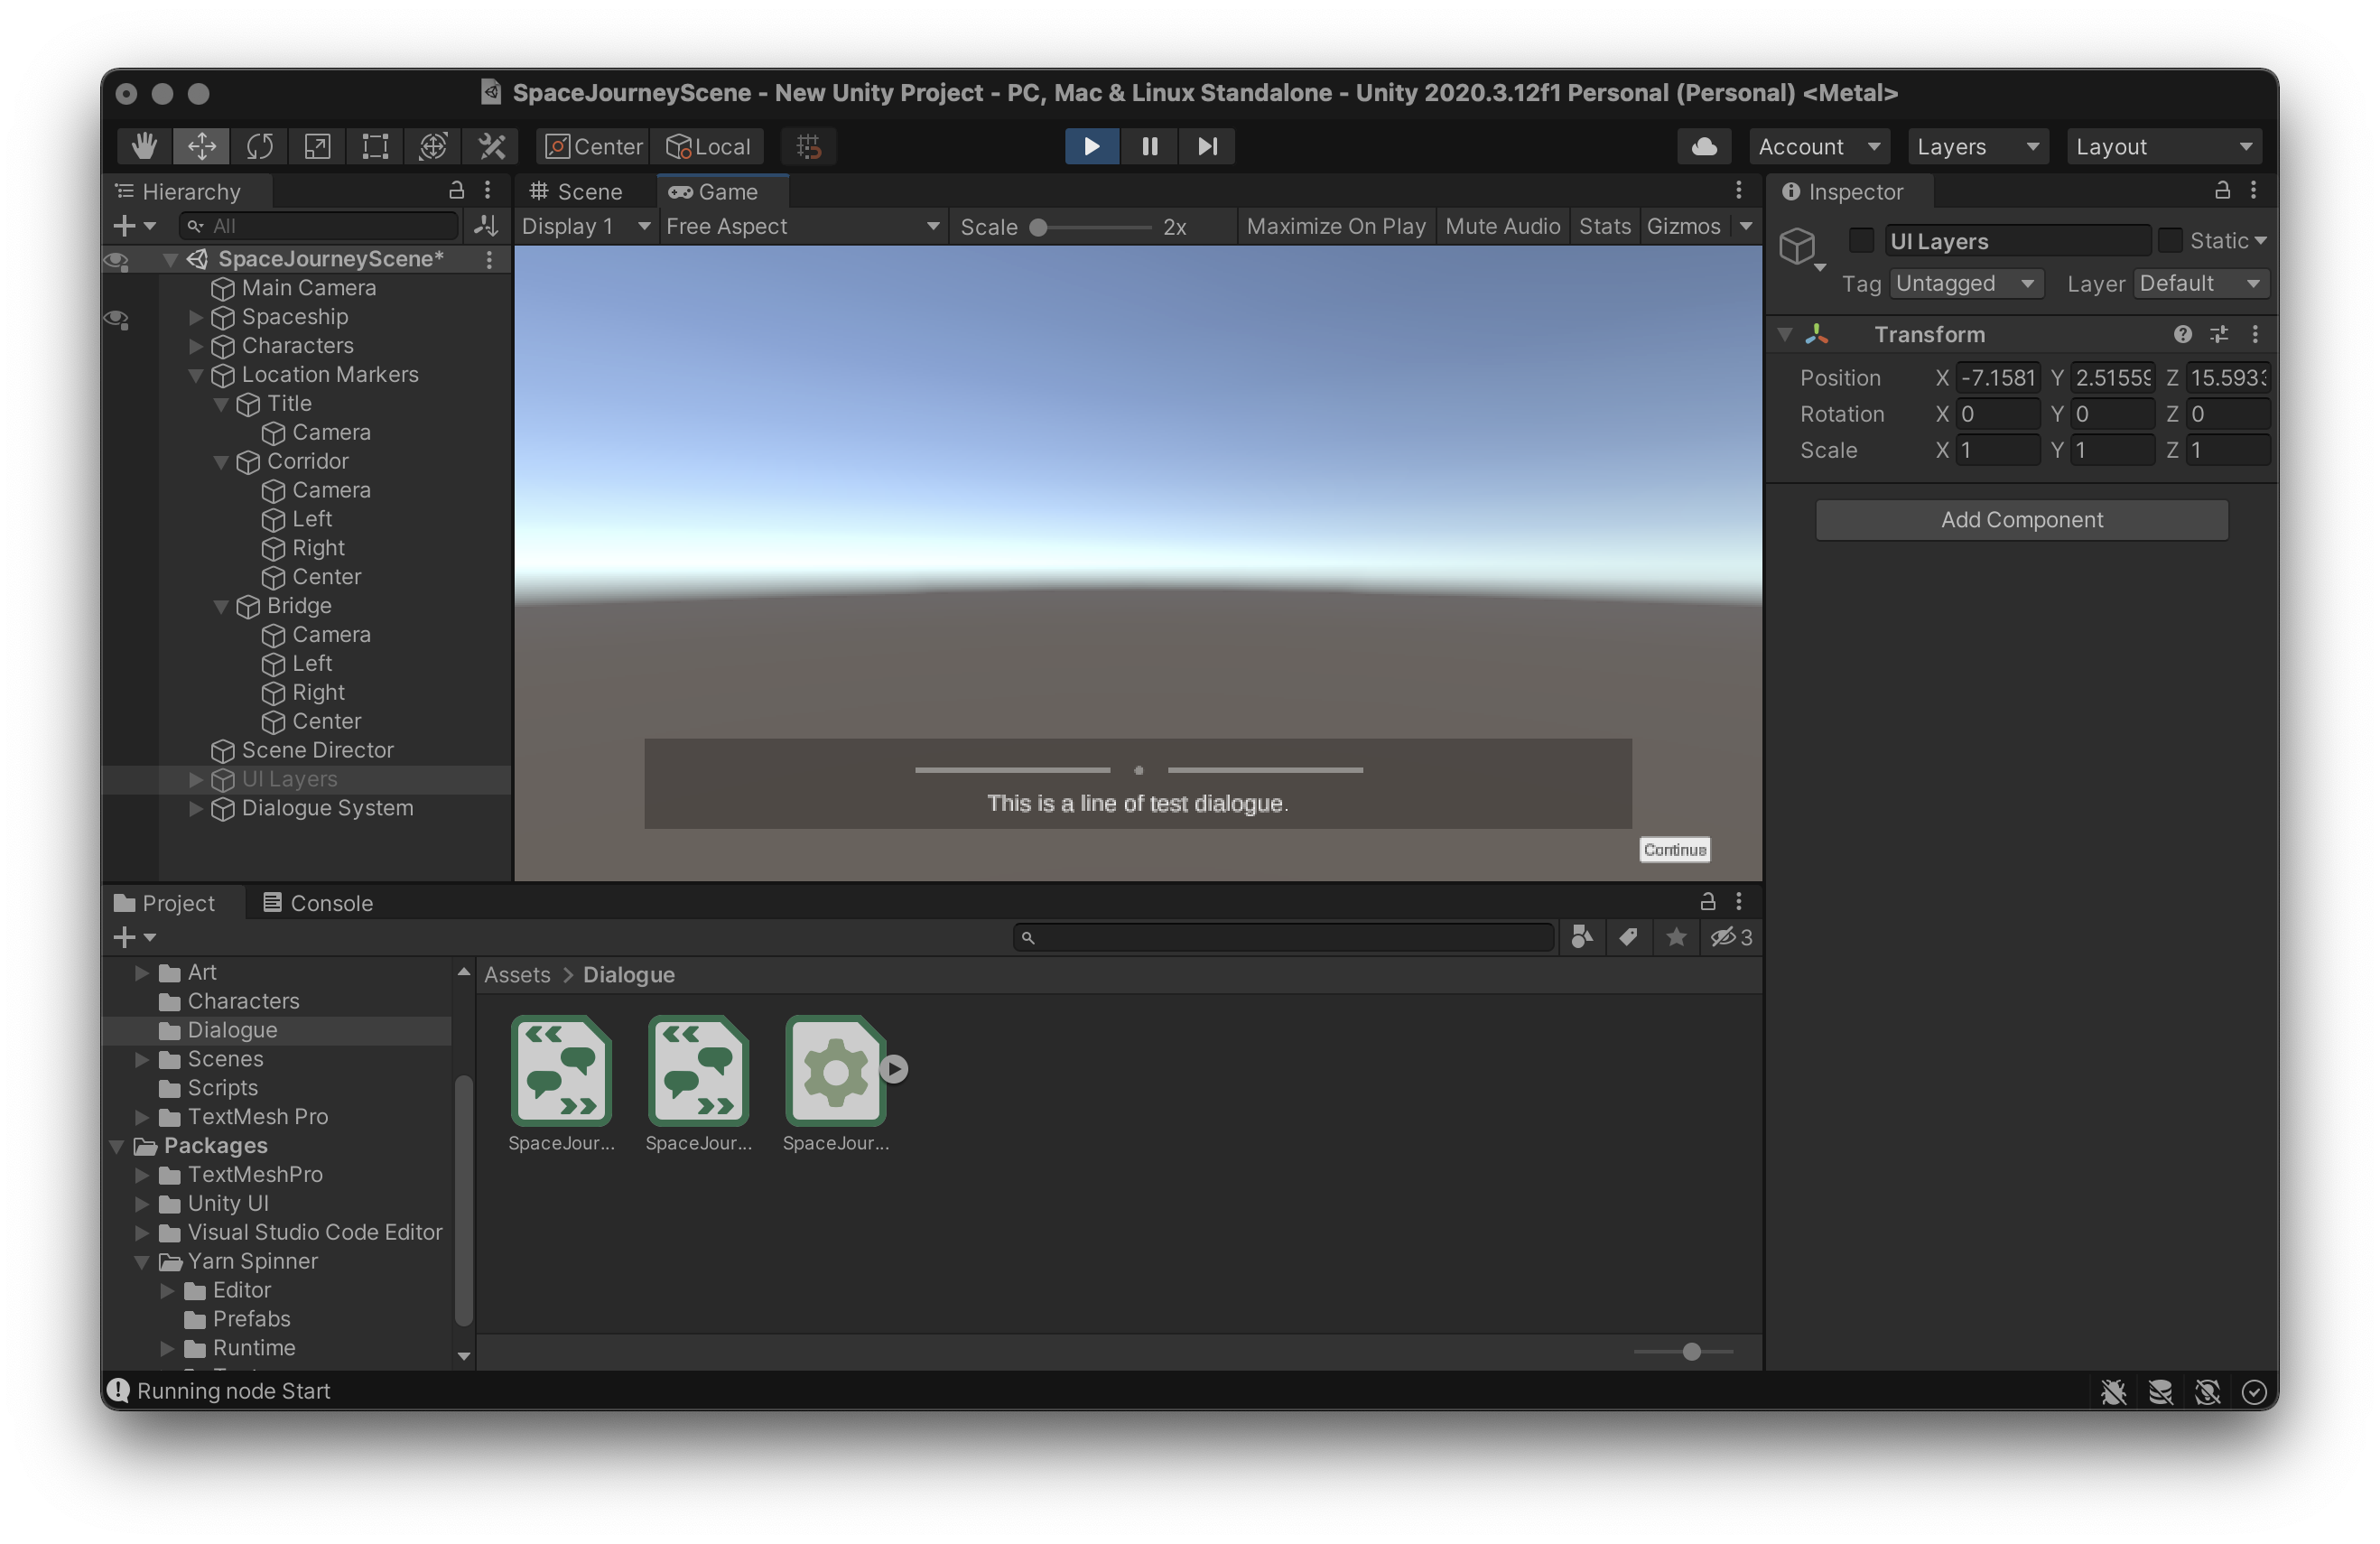 SpaceJourneyScene - New Unity Project - PC, Mac & Linux Standalone - Unity 2020.3.12f1 Personal (Personal) <Metal>
Center Local
Account Layers Layout
Hierarchy
All
SpaceJourneyScene*
Main Camera
Spaceship
Characters
Location Markers
Title
Camera
Corridor
Camera
Left
Right
Center
Bridge
Camera
Left
Right
Center
Scene Director
UI Layers
Dialogue System
Scene Game
Display 1 Free Aspect Scale 2x Maximize On Play Mute Audio Stats Gizmos
This is a line of test dialogue.
Continue
Inspector
UI Layers Static
Tag Untagged Layer Default
Transform
Position X -7.1581 Y 2.51559 Z 15.5933
Rotation X 0 Y 0 Z 0
Scale X 1 Y 1 Z 1
Add Component
Project Console
3
Art
Characters
Dialogue
Scenes
Scripts
TextMesh Pro
Packages
TextMeshPro
Unity UI
Visual Studio Code Editor
Yarn Spinner
Editor
Prefabs
Runtime
Assets > Dialogue
SpaceJour... SpaceJour... SpaceJour...
Running node Start